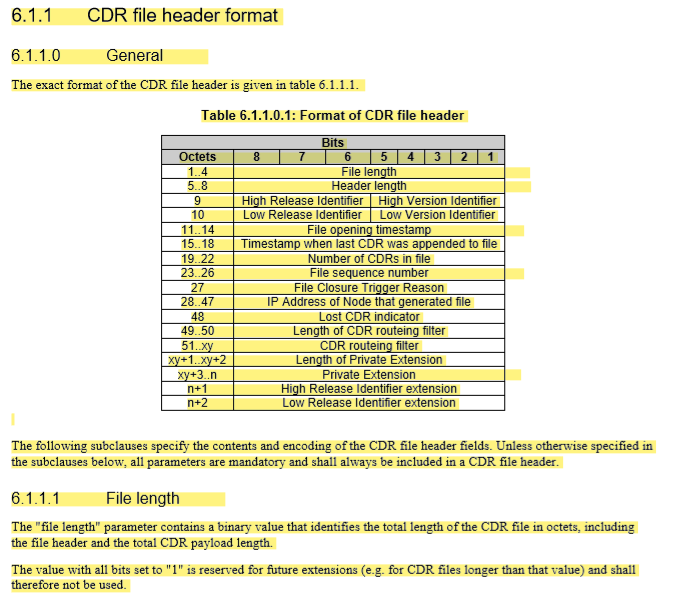 6.1.1 CDR file header format
6.1.1.0 General
The exact format of the CDR file header is given in table 6.1.1.1.
Table 6.1.1.0.1: Format of CDR file header
Bits
Octets 8 7 6 5 4 3 2 1
1..4 File length
5..8 Header length
9 High Release Identifier High Version Identifier
10 Low Release Identifier Low Version Identifier
11..14 File opening timestamp
15..18 Timestamp when last CDR was appended to file
19..22 Number of CDRs in file
23..26 File sequence number
27 File Closure Trigger Reason
28..47 IP Address of Node that generated file
48 Lost CDR indicator
49..50 Length of CDR routeing filter
51..xy CDR routeing filter
xy+1..xy+2 Length of Private Extension
xy+3..n Private Extension
n+1 High Release Identifier extension
n+2 Low Release Identifier extension
The following subclauses specify the contents and encoding of the CDR file header fields. Unless otherwise specified in
the subclauses below, all parameters are mandatory and shall always be included in a CDR file header.
6.1.1.1 File length
The "file length" parameter contains a binary value that identifies the total length of the CDR file in octets, including
the file header and the total CDR payload length.
The value with all bits set to "1" is reserved for future extensions (e.g. for CDR files longer than that value) and shall
therefore not be used.